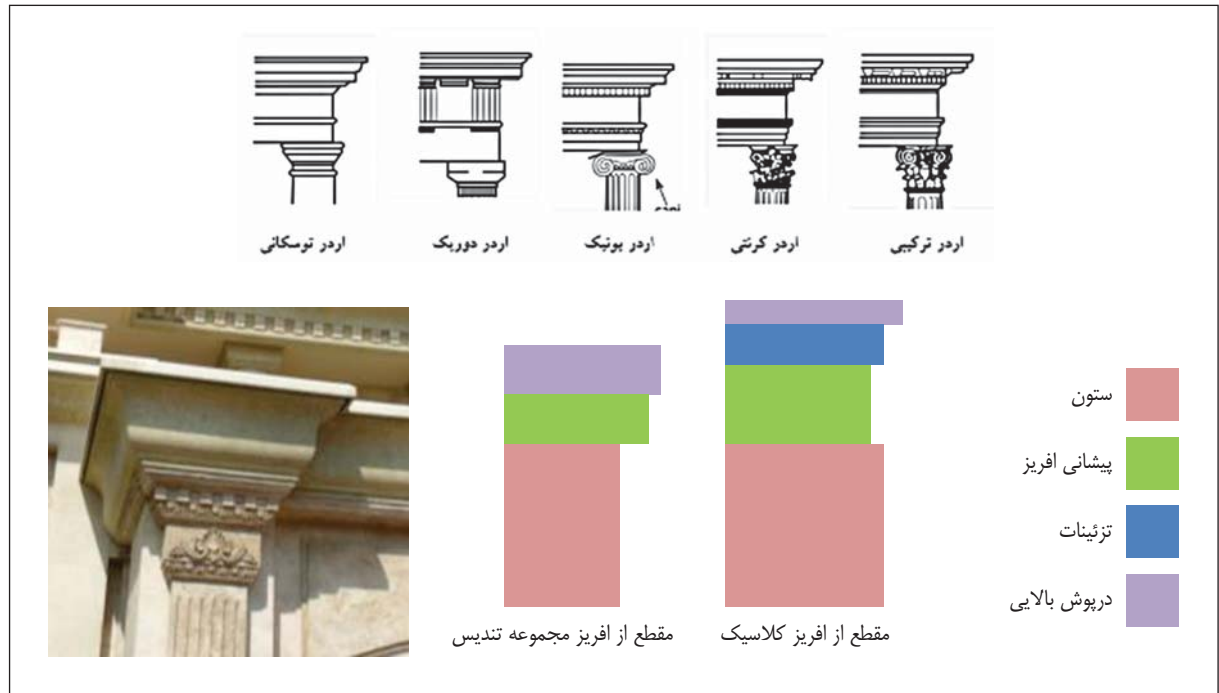 اردر ترکیبی
اردر کرنتی
اردر یونیک
اردر دوریک
اردر توسکانی
ستون
پیشانی افریز
تزئینات
درپوش بالایی
مقطع از افریز کلاسیک
مقطع از افریز مجموعه تندیس